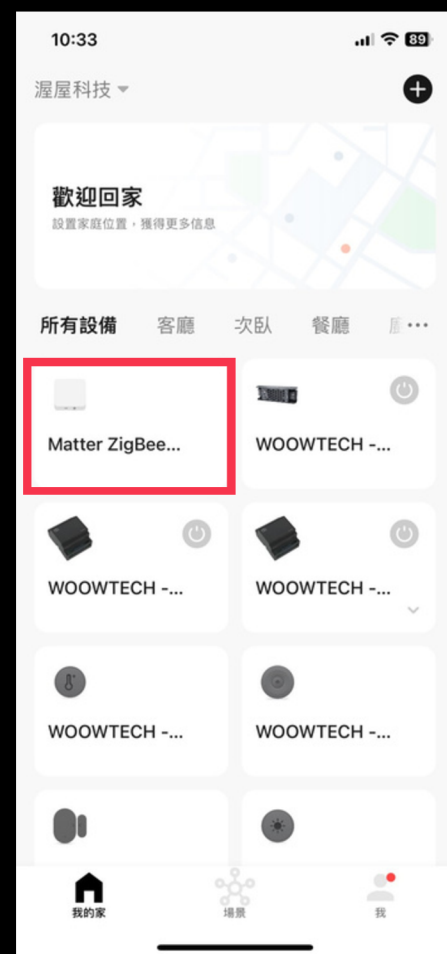 10:33
89
渥屋科技
歡迎回家
設置家庭位置，獲得更多信息
所有設備 客廳 次臥 餐廳
Matter ZigBee...
WOOWTECH -...
WOOWTECH -...
WOOWTECH -...
WOOWTECH -...
WOOWTECH -...
我的家
場景
我